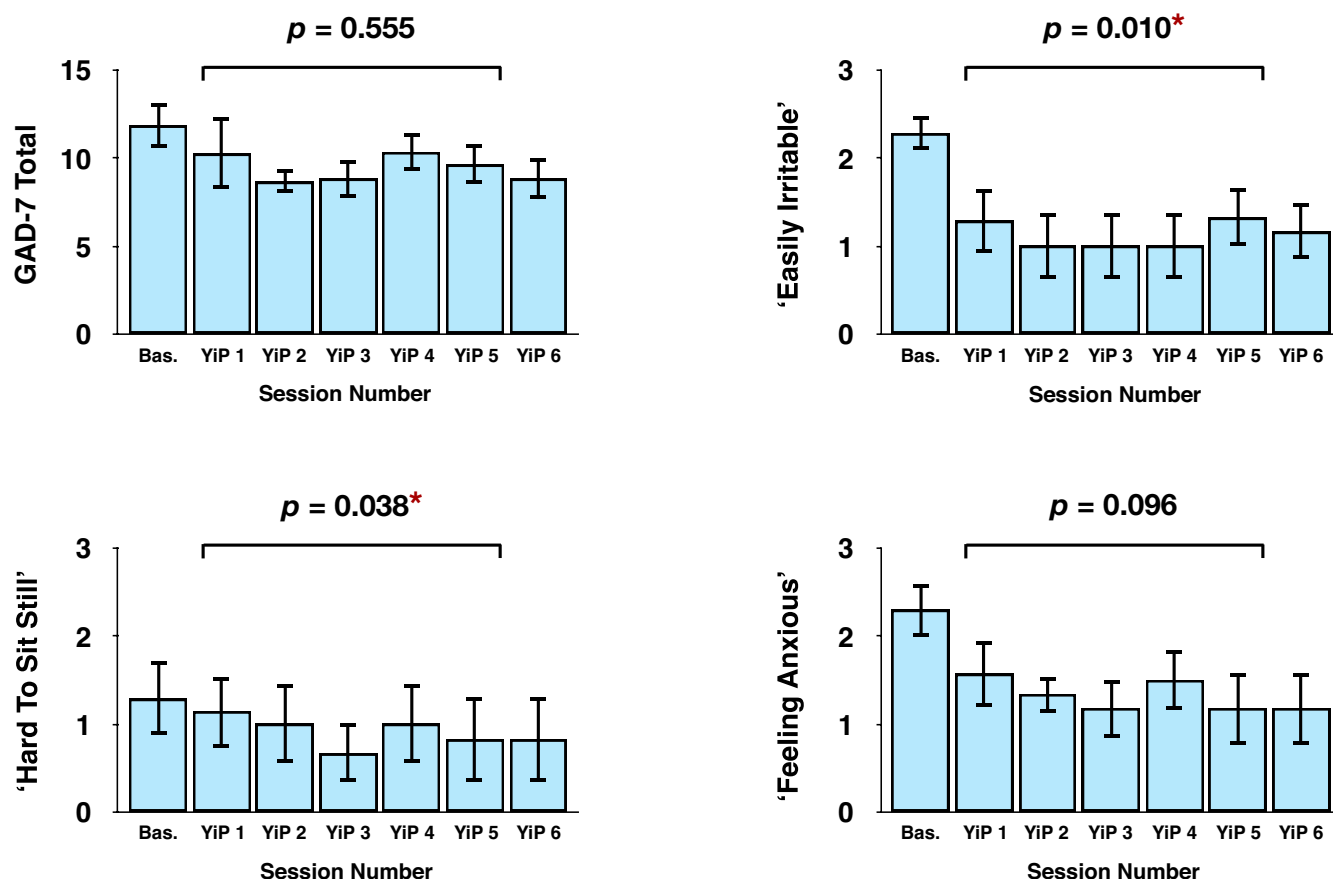 p = 0.555
15
10
5
0
GAD-7 Total
Bas. YiP 1 YiP 2 YiP 3 YiP 4 YiP 5 YiP 6
Session Number
p = 0.010*
3
2
1
0
‘Easily Irritable’
Bas. YiP 1 YiP 2 YiP 3 YiP 4 YiP 5 YiP 6
Session Number
p = 0.038*
3
2
1
0
‘Hard To Sit Still’
Bas. YiP 1 YiP 2 YiP 3 YiP 4 YiP 5 YiP 6
Session Number
p = 0.096
3
2
1
0
‘Feeling Anxious’
Bas. YiP 1 YiP 2 YiP 3 YiP 4 YiP 5 YiP 6
Session Number